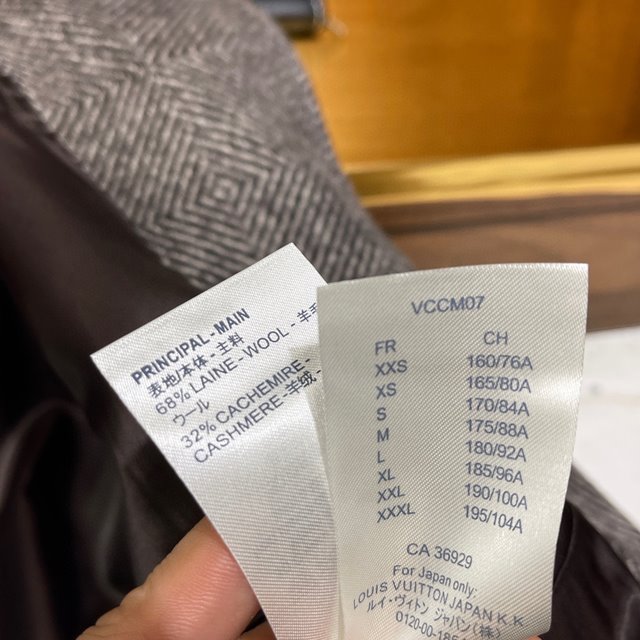 PRINCIPAL - MAIN
表地/本体 - 主料
68% LAINE - WOOL - 羊毛
ウール
32% CACHEMIRE -
CASHMERE - 羊绒 -
VCCM07
FR CH
XXS 160/76A
XS 165/80A
S 170/84A
M 175/88A
L 180/92A
XL 185/96A
XXL 190/100A
XXXL 195/104A
CA 36929
For Japan only:
LOUIS VUITTON JAPAN K.K
ルイ・ヴィトン ジャパン(株)